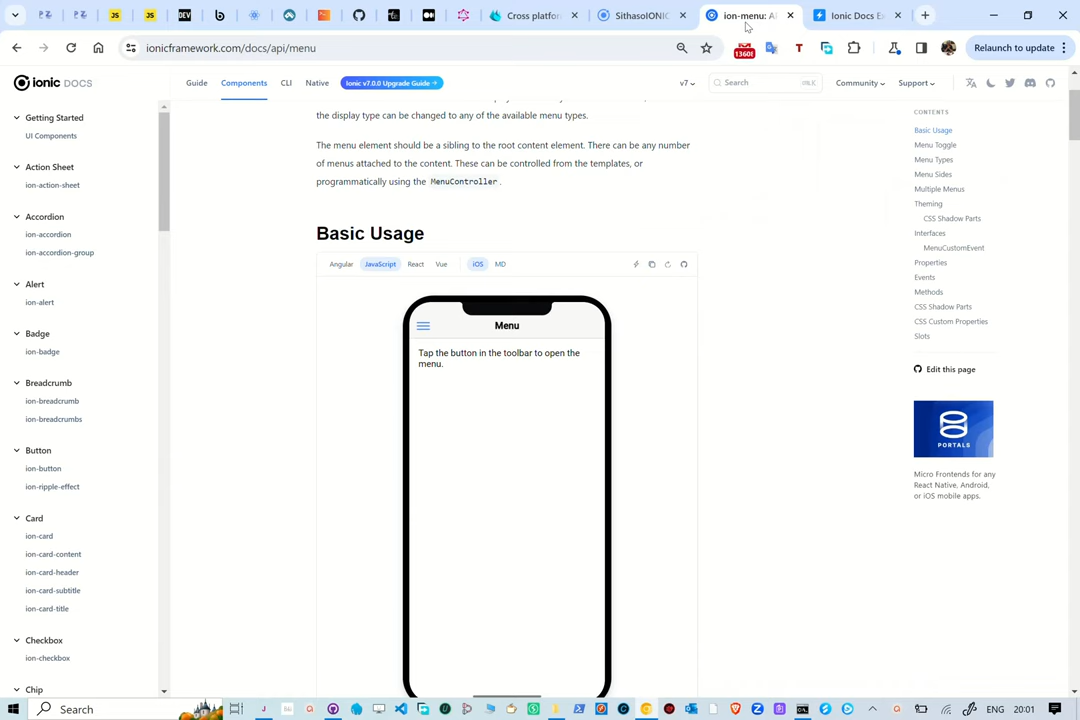 JS
JS
DEV
Cross platfor
SithasoIONIC
ion-menu: A
Ionic Docs Ex
ionicframework.com/docs/api/menu
1360!
T
Relaunch to update
ionic DOCS
Guide
Components
CLI
Native
Ionic v7.0.0 Upgrade Guide
v7
Search
Community
Support
Getting Started
UI Components
Action Sheet
ion-action-sheet
Accordion
ion-accordion
ion-accordion-group
Alert
ion-alert
Badge
ion-badge
Breadcrumb
ion-breadcrumb
ion-breadcrumbs
Button
ion-button
ion-ripple-effect
Card
ion-card
ion-card-content
ion-card-header
ion-card-subtitle
ion-card-title
Checkbox
ion-checkbox
Chip
the display type can be changed to any of the available menu types.
The menu element should be a sibling to the root content element. There can be any number
of menus attached to the content. These can be controlled from the templates, or
programmatically using the MenuController .
Basic Usage
Angular
JavaScript
React
Vue
iOS
MD
Menu
Tap the button in the toolbar to open the
menu.
CONTENTS
Basic Usage
Menu Toggle
Menu Types
Menu Sides
Multiple Menus
Theming
CSS Shadow Parts
Interfaces
MenuCustomEvent
Properties
Events
Methods
CSS Shadow Parts
CSS Custom Properties
Slots
Edit this page
PORTALS
Micro Frontends for any
React Native, Android,
or iOS mobile apps.
Search
ENG
20:01